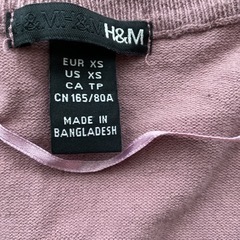 H&M H&M
EUR XS
US XS
CA TP
CN 165/80A
MADE IN
BANGLADESH